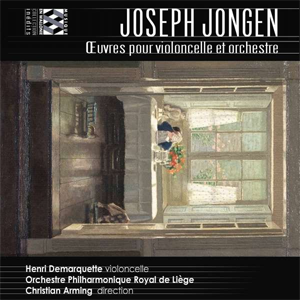 JOSEPH JONGEN
Œuvres pour violoncelle et orchestre
Henri Demarquette violoncelle
Orchestre Philharmonique Royal de Liège
Christian Arming direction